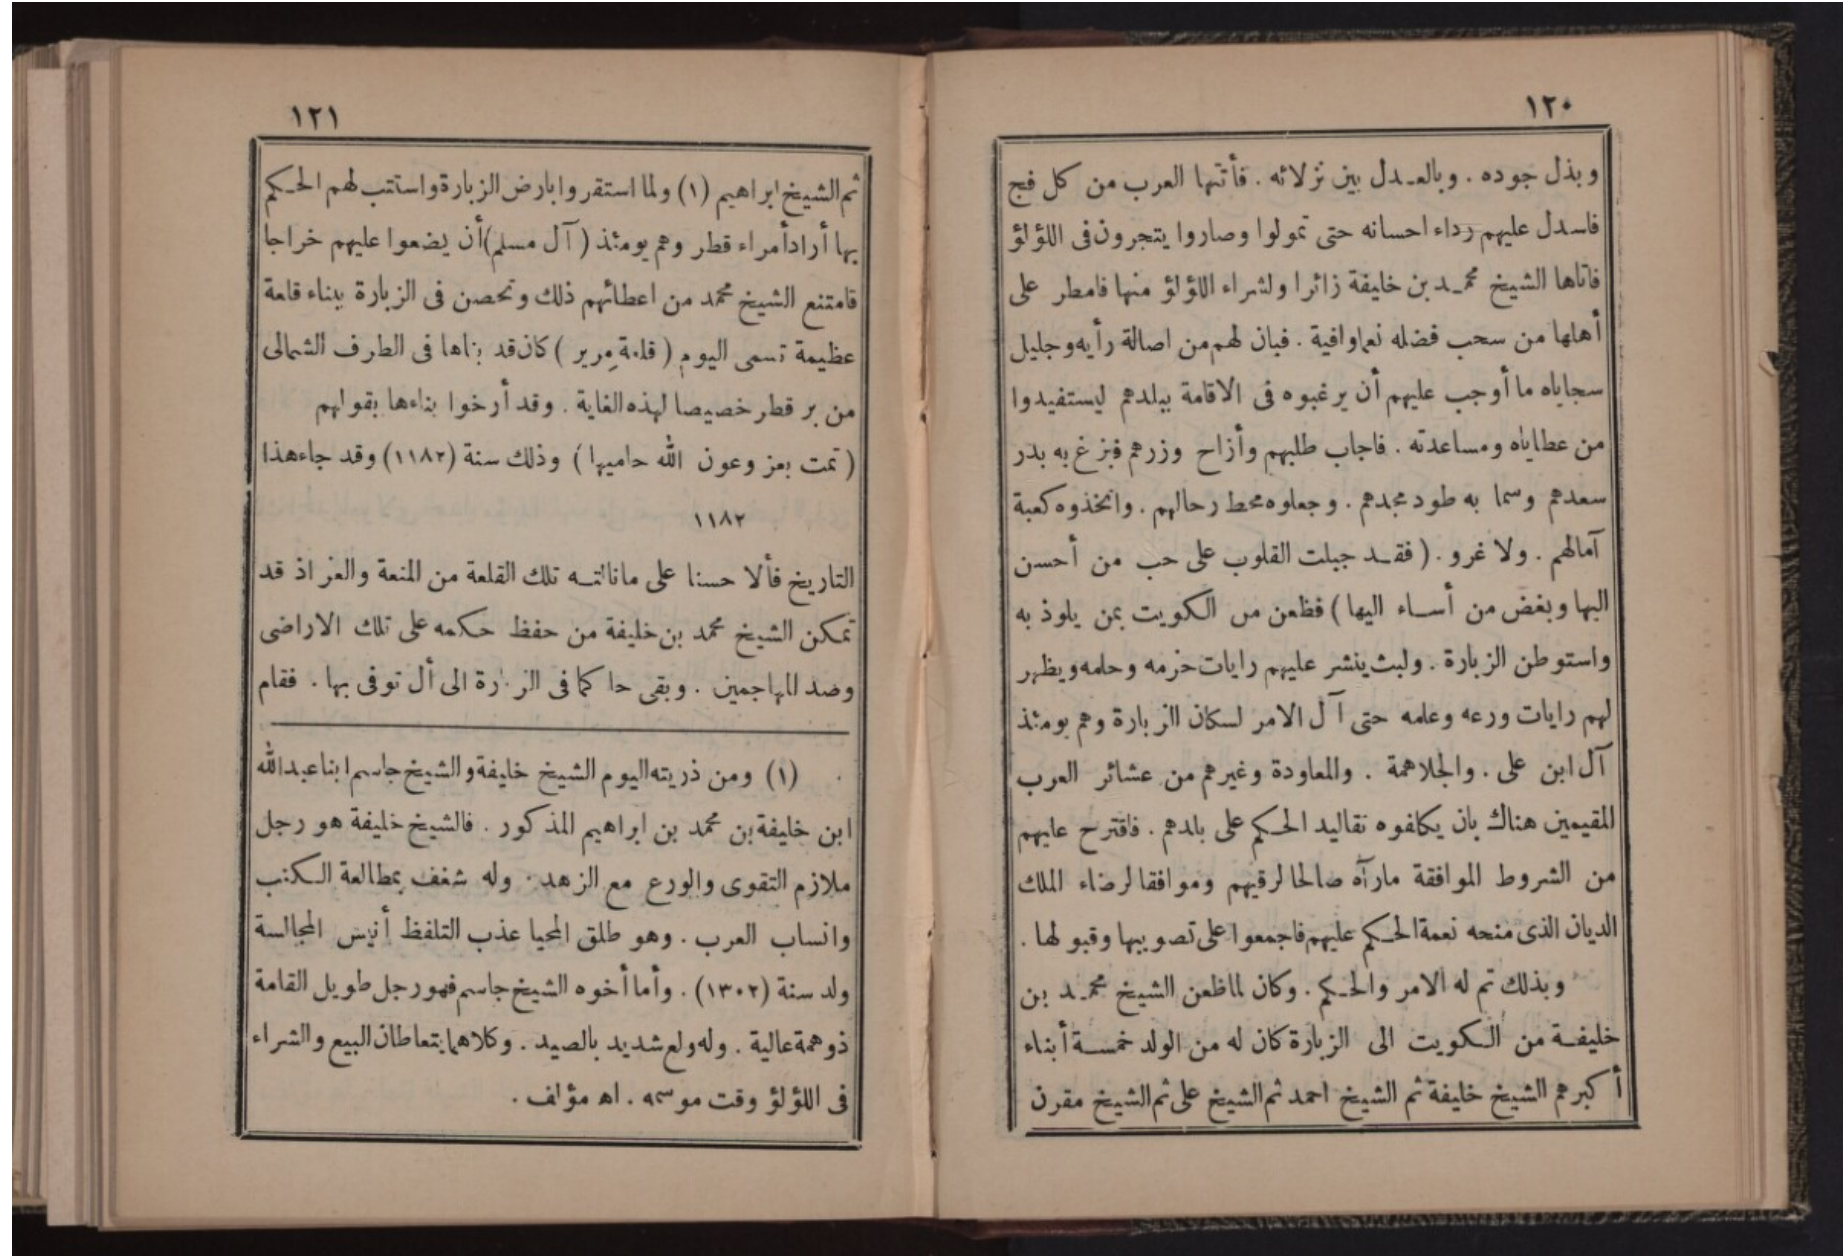 ١٢٠
وبذل جوده . وبالعدل بين نزلائه . فأتتها العرب من كل فج
فاسدل عليهم رداء احسانه حتى تمولوا وصاروا يتجرون فى اللؤلؤ
فاتاها الشيخ محمد بن خليفة زائرا ولشراء اللؤلؤ منها فامطر على
أهلها من سحب فضله نعما وافية . فبان لهم من اصالة رأيه وجليل
سجاياه ما أوجب عليهم أن يرغبوه فى الاقامة ببلدهم ليستفيدوا
من عطاياه ومساعدته . فاجاب طلبهم وأزاح وزرهم فبزغ به بدر
سعدهم وسما به طود مجدهم . وجعلوه محط رحالهم . واتخذوه كعبة
آمالهم . ولا غرو . ( فقد جبلت القلوب على حب من أحسن
اليها وبغض من أساء اليها ) فظعن من الكويت بمن يلوذ به
واستوطن الزبارة . ولبث ينشر عليهم رايات حزمه وحلمه ويظهر
لهم رايات ورعه وعلمه حتى آل الامر لسكان الزبارة وهم يومئذ
آل ابن على . والجلاهمة . والمعاودة وغيرهم من عشائر العرب
المقيمين هناك بان يكلفوه تقاليد الحكم على بلدهم . فاقترح عليهم
من الشروط الموافقة مارآه صالحا لرقيهم وموافقا لرضاء الملك
الديان الذى منحه نعمة الحكم عليهم فاجمعوا على تصويبها وقبولها .
وبذلك تم له الامر والحكم . وكان لما ظعن الشيخ محمد بن
خليفة من الكويت الى الزبارة كان له من الولد خمسة أبناء
أكبرهم الشيخ خليفة ثم الشيخ احمد ثم الشيخ على ثم الشيخ مقرن
١٢١
ثم الشيخ ابراهيم (١) ولما استقروا بارض الزبارة واستتب لهم الحكم
بها أراد أمراء قطر وهم يومئذ ( آل مسلم ) أن يضعوا عليهم خراجا
فامتنع الشيخ محمد من اعطائهم ذلك وتحصن فى الزبارة ببناء قلعة
عظيمة تسمى اليوم ( قلعة مِرير ) كان قد بناها فى الطرف الشمالى
من بر قطر خصيصا لهذه الغاية . وقد أرخوا بناءها بقولهم
( تمت بعز وعون الله حاميها ) وذلك سنة (١١٨٢) وقد جاء هذا
١١٨٢
التاريخ فألا حسنا على ما نالته تلك القلعة من المنعة والعز اذ قد
تمكن الشيخ محمد بن خليفة من حفظ حكمه على تلك الاراضى
وصد المهاجمين . وبقى حاكما فى الزبارة الى أن توفى بها . فقام
(١) ومن ذريته اليوم الشيخ خليفة والشيخ جاسم ابنا عبدالله
ابن خليفة بن محمد بن ابراهيم المذكور . فالشيخ خليفة هو رجل
ملازم التقوى والورع مع الزهد . وله شغف بمطالعة الكتب
وانساب العرب . وهو طلق المحيا عذب التلفظ أنيس المجالسة
ولد سنة (١٣٠٢) . وأما أخوه الشيخ جاسم فهو رجل طويل القامة
ذو همة عالية . وله ولع شديد بالصيد . وكلاهما يتعاطان البيع والشراء
فى اللؤلؤ وقت موسمه . اه مؤلف .